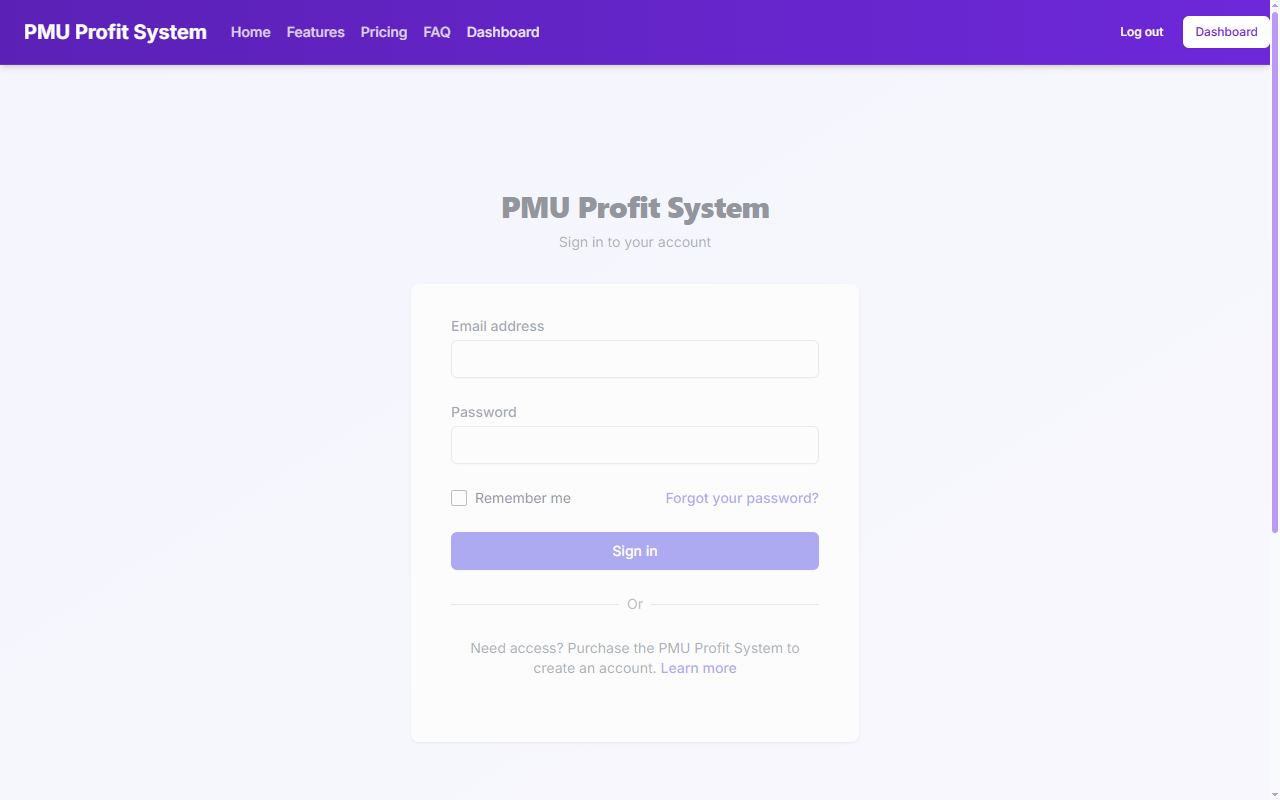 PMU Profit System Home Features Pricing FAQ Dashboard Log out Dashboard
PMU Profit System
Sign in to your account
Email address
Password
Remember me Forgot your password?
Sign in
Or
Need access? Purchase the PMU Profit System to
create an account. Learn more